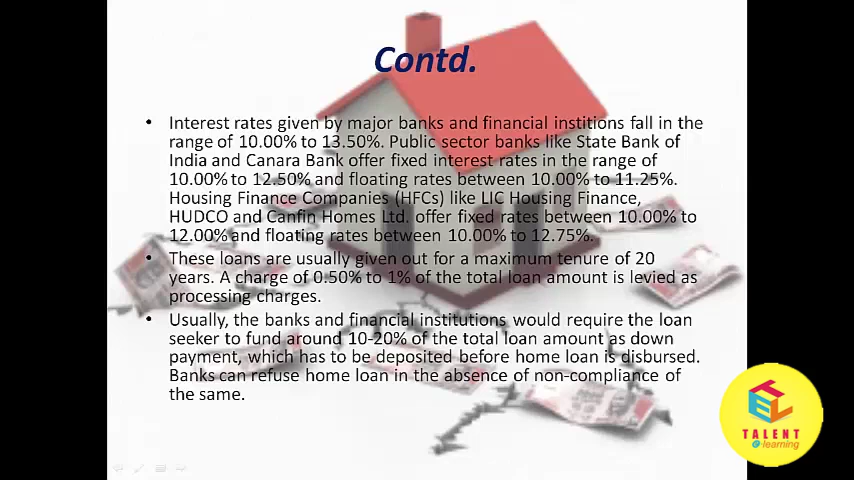 Contd.
• Interest rates given by major banks and financial institions fall in the
range of 10.00% to 13.50%. Public sector banks like State Bank of
India and Canara Bank offer fixed interest rates in the range of
10.00% to 12.50% and floating rates between 10.00% to 11.25%.
Housing Finance Companies (HFCs) like LIC Housing Finance,
HUDCO and Canfin Homes Ltd. offer fixed rates between 10.00% to
12.00%and floating rates between 10.00% to 12.75%.
• These loans are usually given out for a maximum tenure of 20
years. A charge of 0.50% to 1% of the total loan amount is levied as
processing charges.
• Usually, the banks and financial institutions would require the loan
seeker to fund around 10-20% of the total loan amount as down
payment, which has to be deposited before home loan is disbursed.
Banks can refuse home loan in the absence of non-compliance of
the same.
TEL
TALENT
e-learning